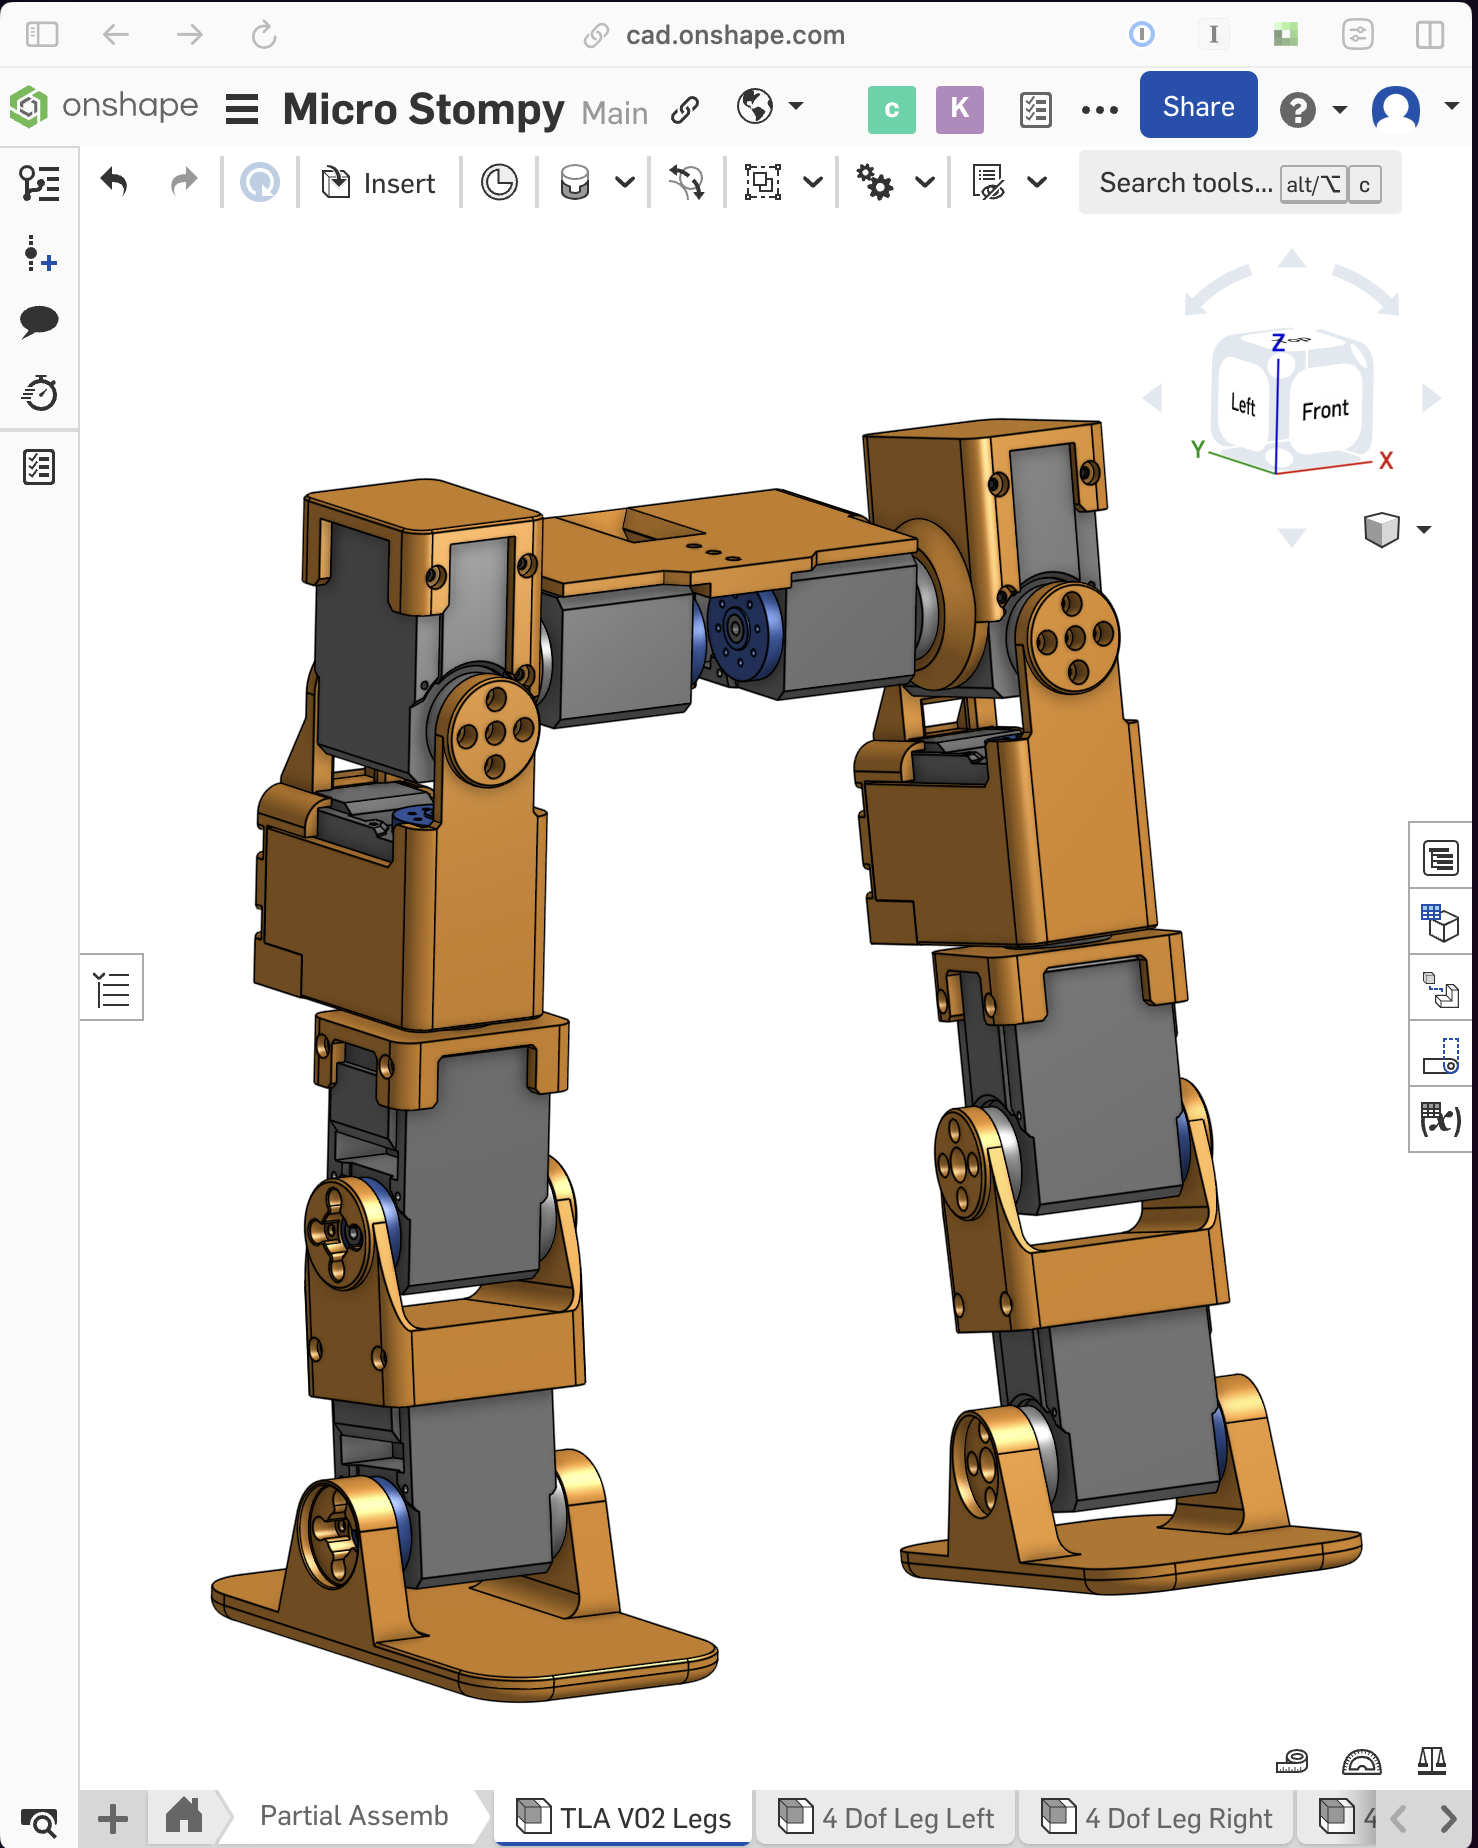 cad.onshape.com
onshape Micro Stompy Main c K Share
Insert Search tools... alt/⌥ c
Z Top
Left Front
Y X
(x)
Partial Assemb TLA V02 Legs 4 Dof Leg Left 4 Dof Leg Right 4